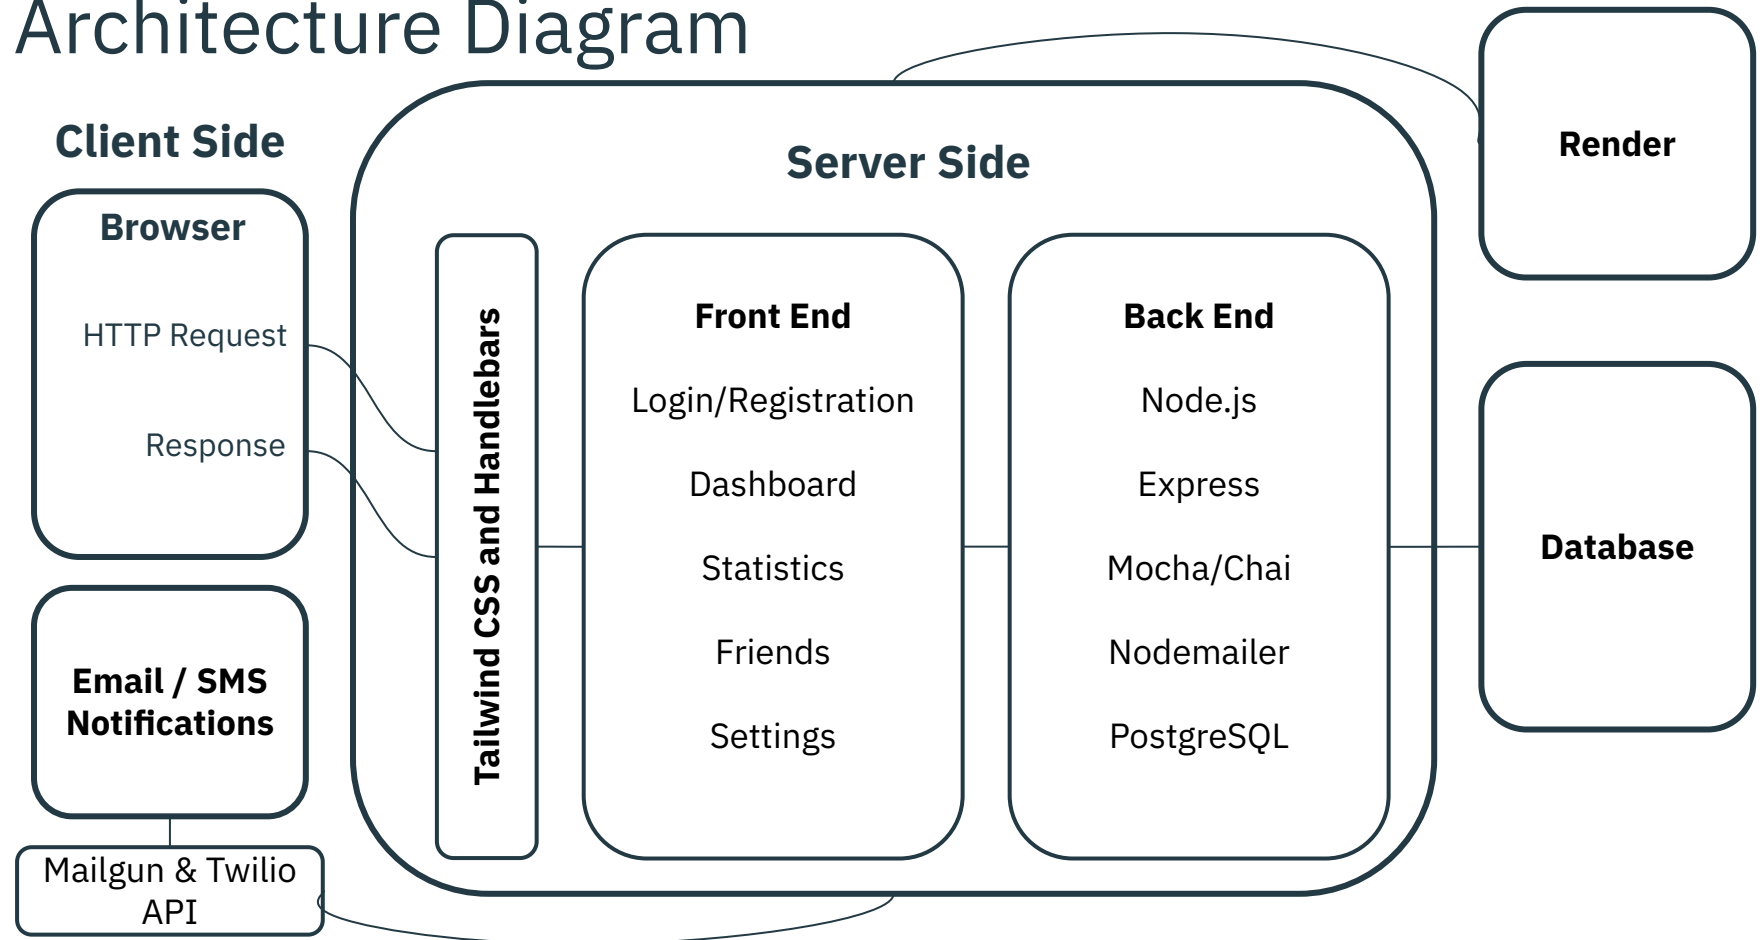 Architecture Diagram
Client Side
Browser
HTTP Request
Response
Email / SMS
Notifications
Mailgun & Twilio
API
Server Side
Tailwind CSS and Handlebars
Front End
Login/Registration
Dashboard
Statistics
Friends
Settings
Back End
Node.js
Express
Mocha/Chai
Nodemailer
PostgreSQL
Render
Database